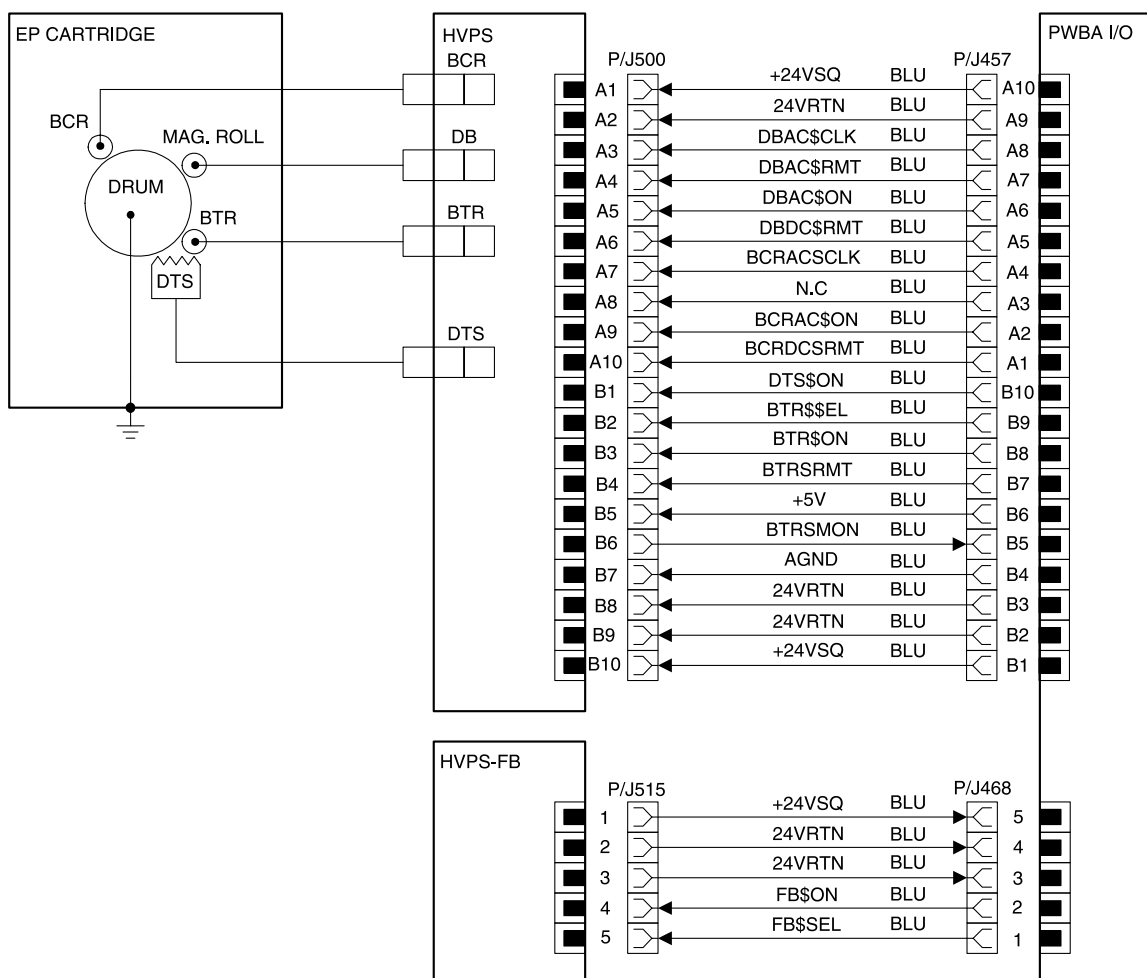 EP CARTRIDGE
BCR
MAG. ROLL
DRUM
BTR
DTS
HVPS
BCR
DB
BTR
DTS
PWBA I/O
P/J500 P/J457
A1 +24VSQ BLU A10
A2 24VRTN BLU A9
A3 DBAC$CLK BLU A8
A4 DBAC$RMT BLU A7
A5 DBAC$ON BLU A6
A6 DBDC$RMT BLU A5
A7 BCRACSCLK BLU A4
A8 N.C BLU A3
A9 BCRAC$ON BLU A2
A10 BCRDCSRMT BLU A1
B1 DTS$ON BLU B10
B2 BTR$$EL BLU B9
B3 BTR$ON BLU B8
B4 BTRSRMT BLU B7
B5 +5V BLU B6
B6 BTRSMON BLU B5
B7 AGND BLU B4
B8 24VRTN BLU B3
B9 24VRTN BLU B2
B10 +24VSQ BLU B1
HVPS-FB
P/J515 P/J468
1 +24VSQ BLU 5
2 24VRTN BLU 4
3 24VRTN BLU 3
4 FB$ON BLU 2
5 FB$SEL BLU 1